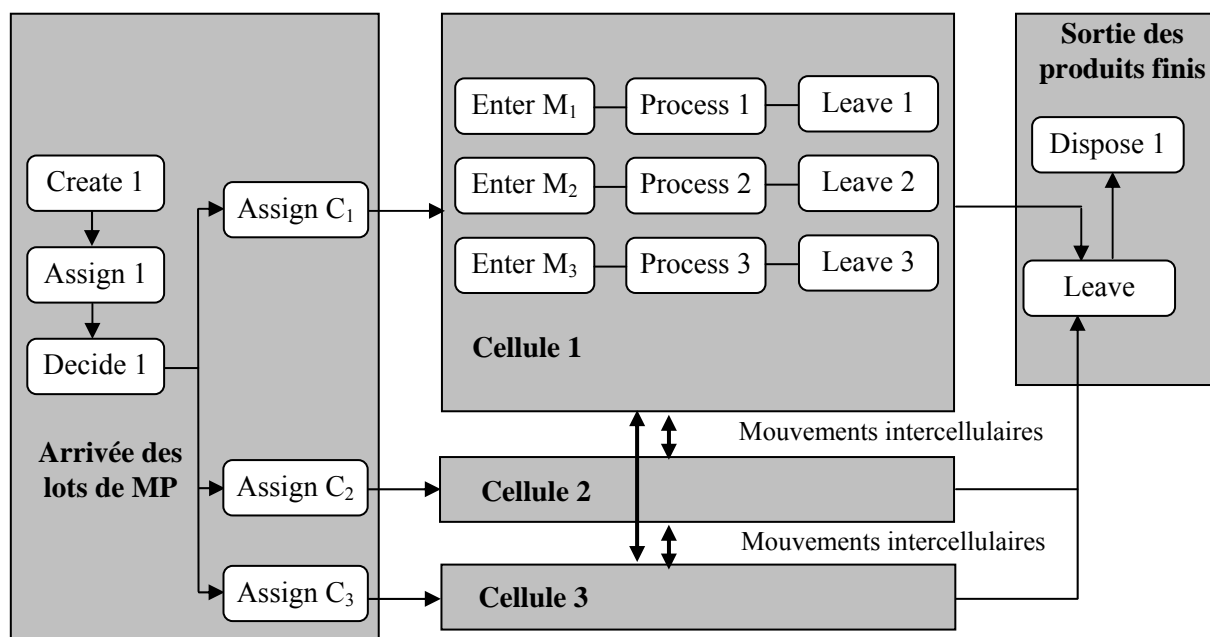 Create 1
Assign 1
Decide 1
Arrivée des
lots de MP
Assign C₁
Assign C₂
Assign C₃
Enter M₁
Process 1
Leave 1
Enter M₂
Process 2
Leave 2
Enter M₃
Process 3
Leave 3
Cellule 1
Mouvements intercellulaires
Cellule 2
Mouvements intercellulaires
Cellule 3
Sortie des
produits finis
Dispose 1
Leave